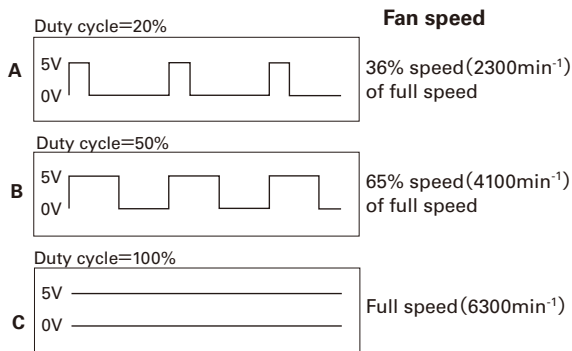 Fan speed
Duty cycle=20%
A
5V
0V
36% speed(2300min-1)
of full speed
Duty cycle=50%
B
5V
0V
65% speed(4100min-1)
of full speed
Duty cycle=100%
C
5V
0V
Full speed(6300min-1)